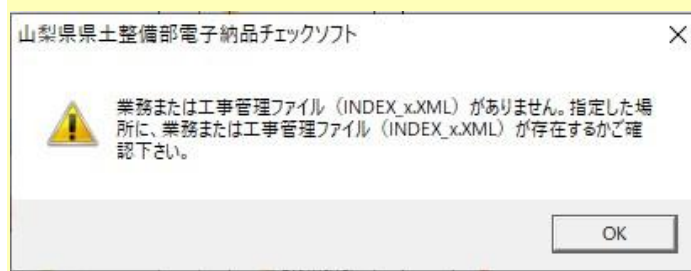 山梨県県土整備部電子納品チェックソフト
業務または工事管理ファイル（INDEX_x.XML）がありません。指定した場
所に、業務または工事管理ファイル（INDEX_x.XML）が存在するかご確
認下さい。
OK